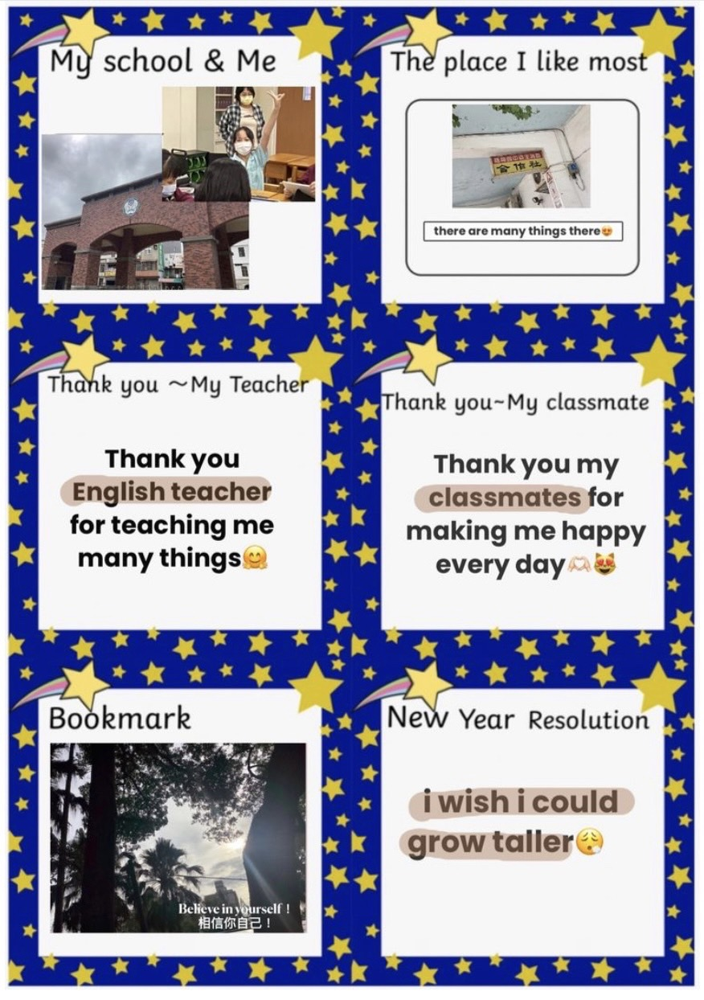 My school & Me
The place I like most
合作社
there are many things there😍
Thank you ~My Teacher
Thank you
English teacher
for teaching me
many things🤗
Thank you~My classmate
Thank you my
classmates for
making me happy
every day🫶🏻😻
Bookmark
Believe in yourself！
相信你自己！
New Year Resolution
i wish i could
grow taller😮‍💨